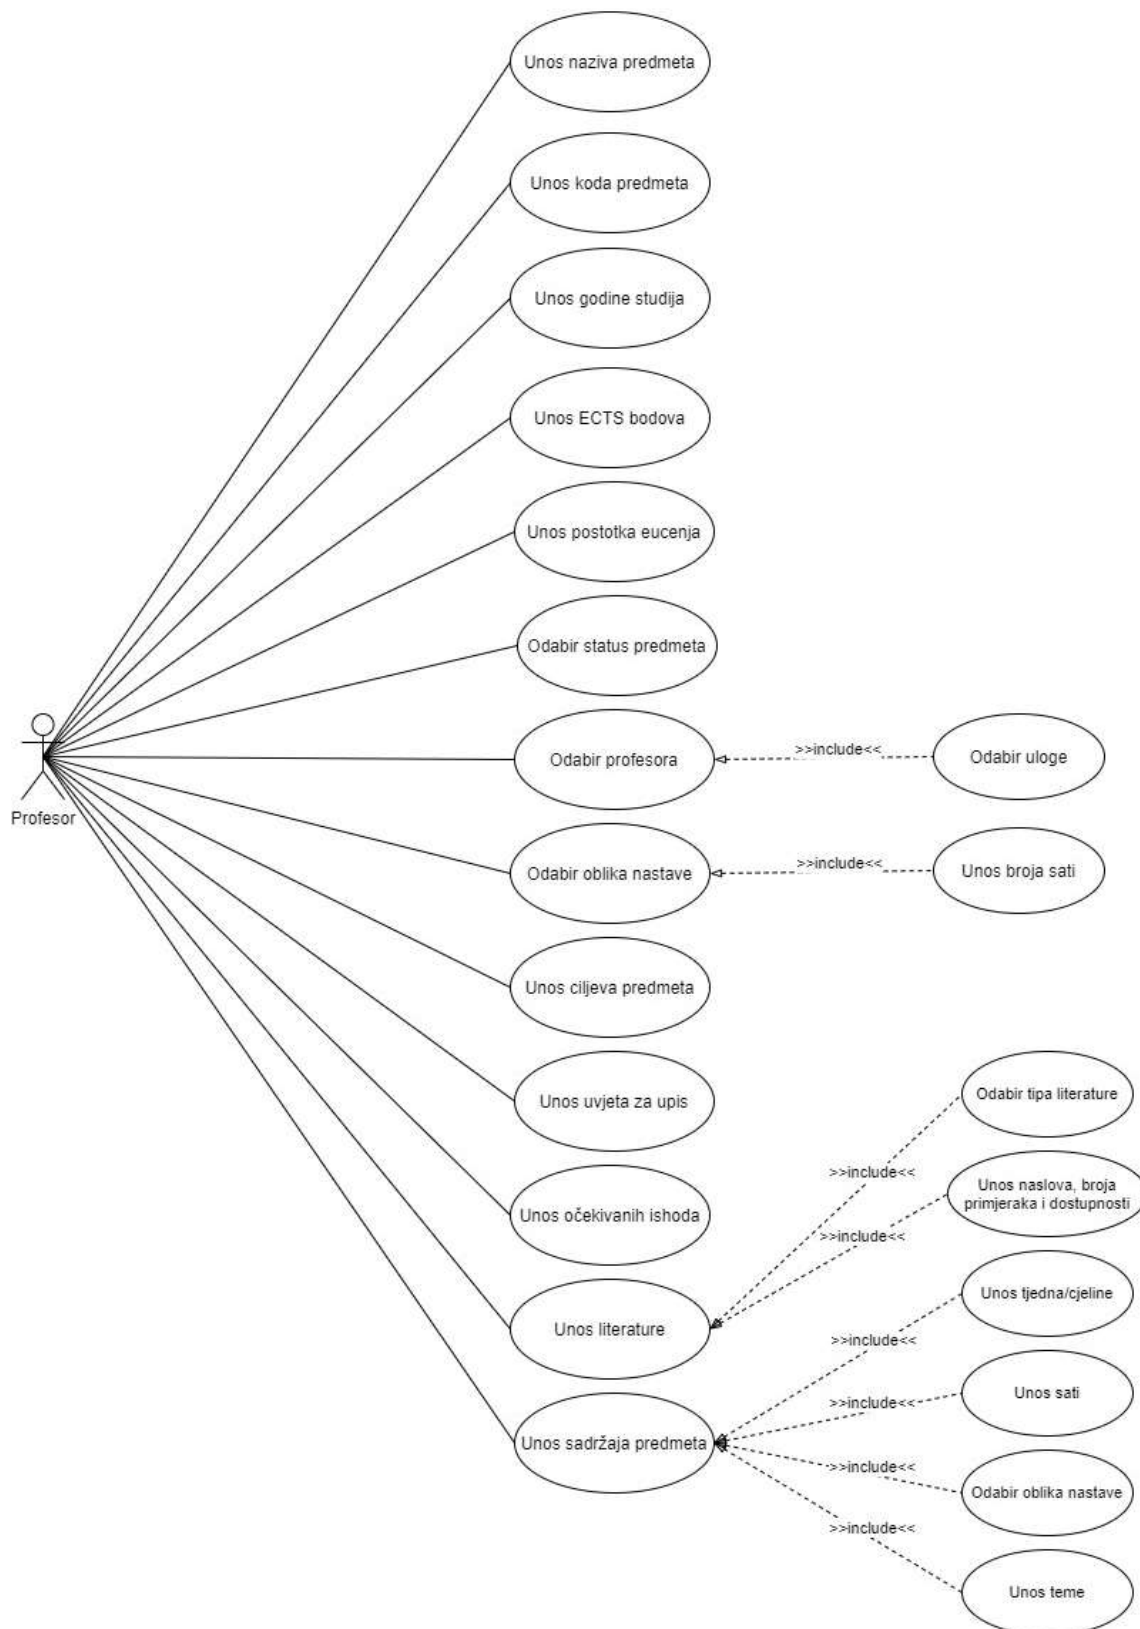 Unos naziva predmeta
Unos koda predmeta
Unos godine studija
Unos ECTS bodova
Unos postotka eucenja
Odabir status predmeta
Profesor
Odabir profesora
>>include<<
Odabir uloge
Odabir oblika nastave
>>include<<
Unos broja sati
Unos ciljeva predmeta
Unos uvjeta za upis
Odabir tipa literature
>>include<<
Unos naslova, broja
primjeraka i dostupnosti
>>include<<
Unos očekivanih ishoda
Unos literature
Unos tjedna/cjeline
>>include<<
Unos sati
>>include<<
Unos sadržaja predmeta
>>include<<
Odabir oblika nastave
>>include<<
Unos teme